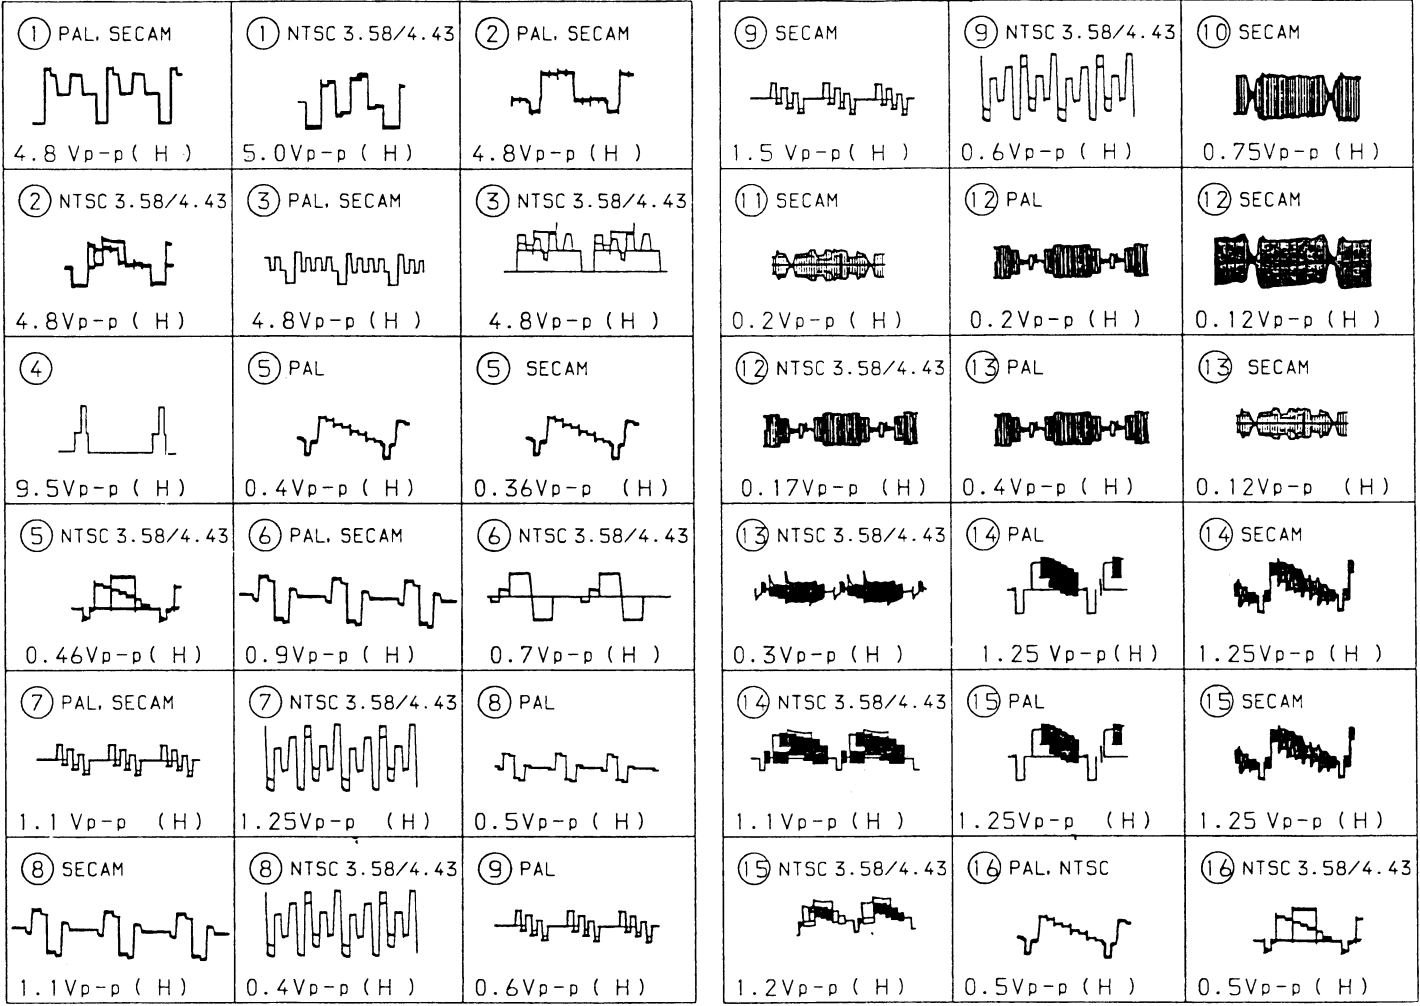 ① PAL, SECAM
4.8 Vp-p ( H )
① NTSC 3.58/4.43
5.0Vp-p ( H )
② PAL, SECAM
4.8Vp-p ( H )
② NTSC 3.58/4.43
4.8Vp-p ( H )
③ PAL, SECAM
4.8Vp-p ( H )
③ NTSC 3.58/4.43
4.8Vp-p ( H )
④
9.5Vp-p ( H )
⑤ PAL
0.4Vp-p ( H )
⑤ SECAM
0.36Vp-p (H)
⑤ NTSC 3.58/4.43
0.46Vp-p ( H )
⑥ PAL, SECAM
0.9Vp-p ( H )
⑥ NTSC 3.58/4.43
0.7Vp-p ( H )
⑦ PAL, SECAM
1.1 Vp-p (H)
⑦ NTSC 3.58/4.43
1.25Vp-p (H)
⑧ PAL
0.5Vp-p ( H )
⑧ SECAM
1.1Vp-p ( H )
⑧ NTSC 3.58/4.43
0.4Vp-p ( H )
⑨ PAL
0.6Vp-p ( H )
⑨ SECAM
1.5 Vp-p ( H )
⑨ NTSC 3.58/4.43
0.6Vp-p ( H )
⑩ SECAM
0.75Vp-p (H)
⑪ SECAM
0.2Vp-p ( H )
⑫ PAL
0.2Vp-p ( H )
⑫ SECAM
0.12Vp-p ( H )
⑫ NTSC 3.58/4.43
0.17Vp-p ( H )
⑬ PAL
0.4Vp-p ( H )
⑬ SECAM
0.12Vp-p ( H )
⑬ NTSC 3.58/4.43
0.3Vp-p ( H )
⑭ PAL
1.25 Vp-p(H)
⑭ SECAM
1.25Vp-p ( H )
⑭ NTSC 3.58/4.43
1.1Vp-p ( H )
⑮ PAL
1.25Vp-p (H)
⑮ SECAM
1.25 Vp-p (H)
⑮ NTSC 3.58/4.43
1.2Vp-p ( H )
⑯ PAL, NTSC
0.5Vp-p ( H )
⑯ NTSC 3.58/4.43
0.5Vp-p ( H )